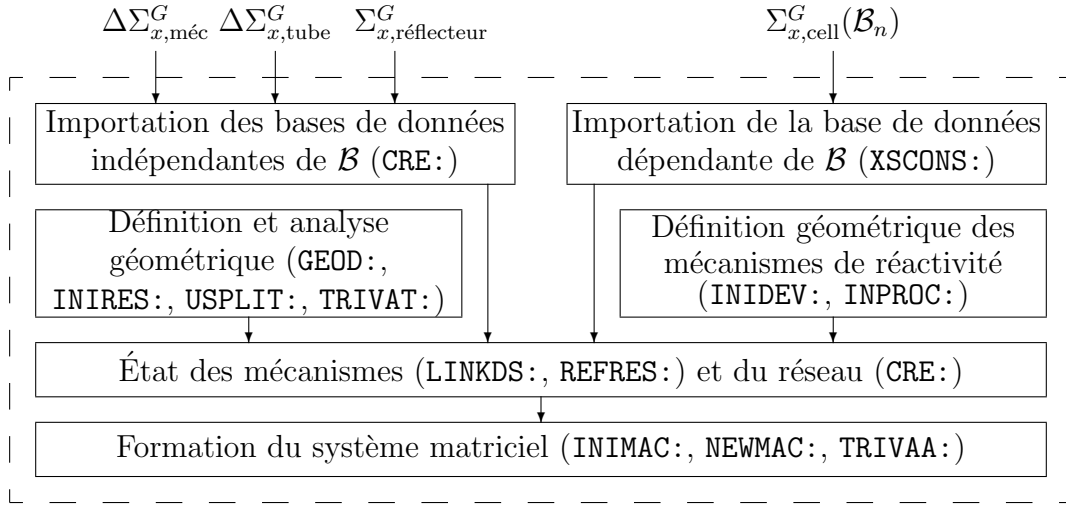 ΔΣ^G_{x,méc} ΔΣ^G_{x,tube} Σ^G_{x,réflecteur} Σ^G_{x,cell}(𝓑_n)
Importation des bases de données
indépendantes de 𝓑 (CRE:)
Importation de la base de données
dépendante de 𝓑 (XSCONS:)
Définition et analyse
géométrique (GEOD:,
INIRES:, USPLIT:, TRIVAT:)
Définition géométrique des
mécanismes de réactivité
(INIDEV:, INPROC:)
État des mécanismes (LINKDS:, REFRES:) et du réseau (CRE:)
Formation du système matriciel (INIMAC:, NEWMAC:, TRIVAA:)